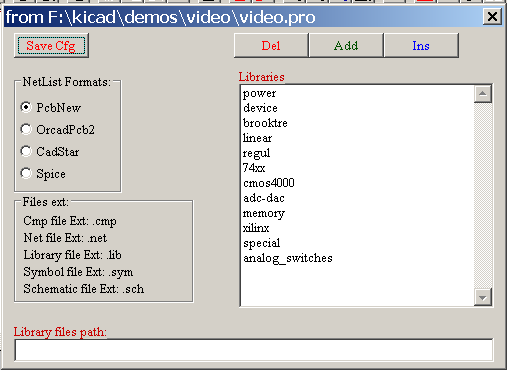 from F:\kicad\demos\video\video.pro
Save Cfg
Del
Add
Ins
NetList Formats:
PcbNew
OrcadPcb2
CadStar
Spice
Files ext:
Cmp file Ext: .cmp
Net file Ext: .net
Library file Ext: .lib
Symbol file Ext: .sym
Schematic file Ext: .sch
Libraries
power
device
brooktre
linear
regul
74xx
cmos4000
adc-dac
memory
xilinx
special
analog_switches
Library files path: